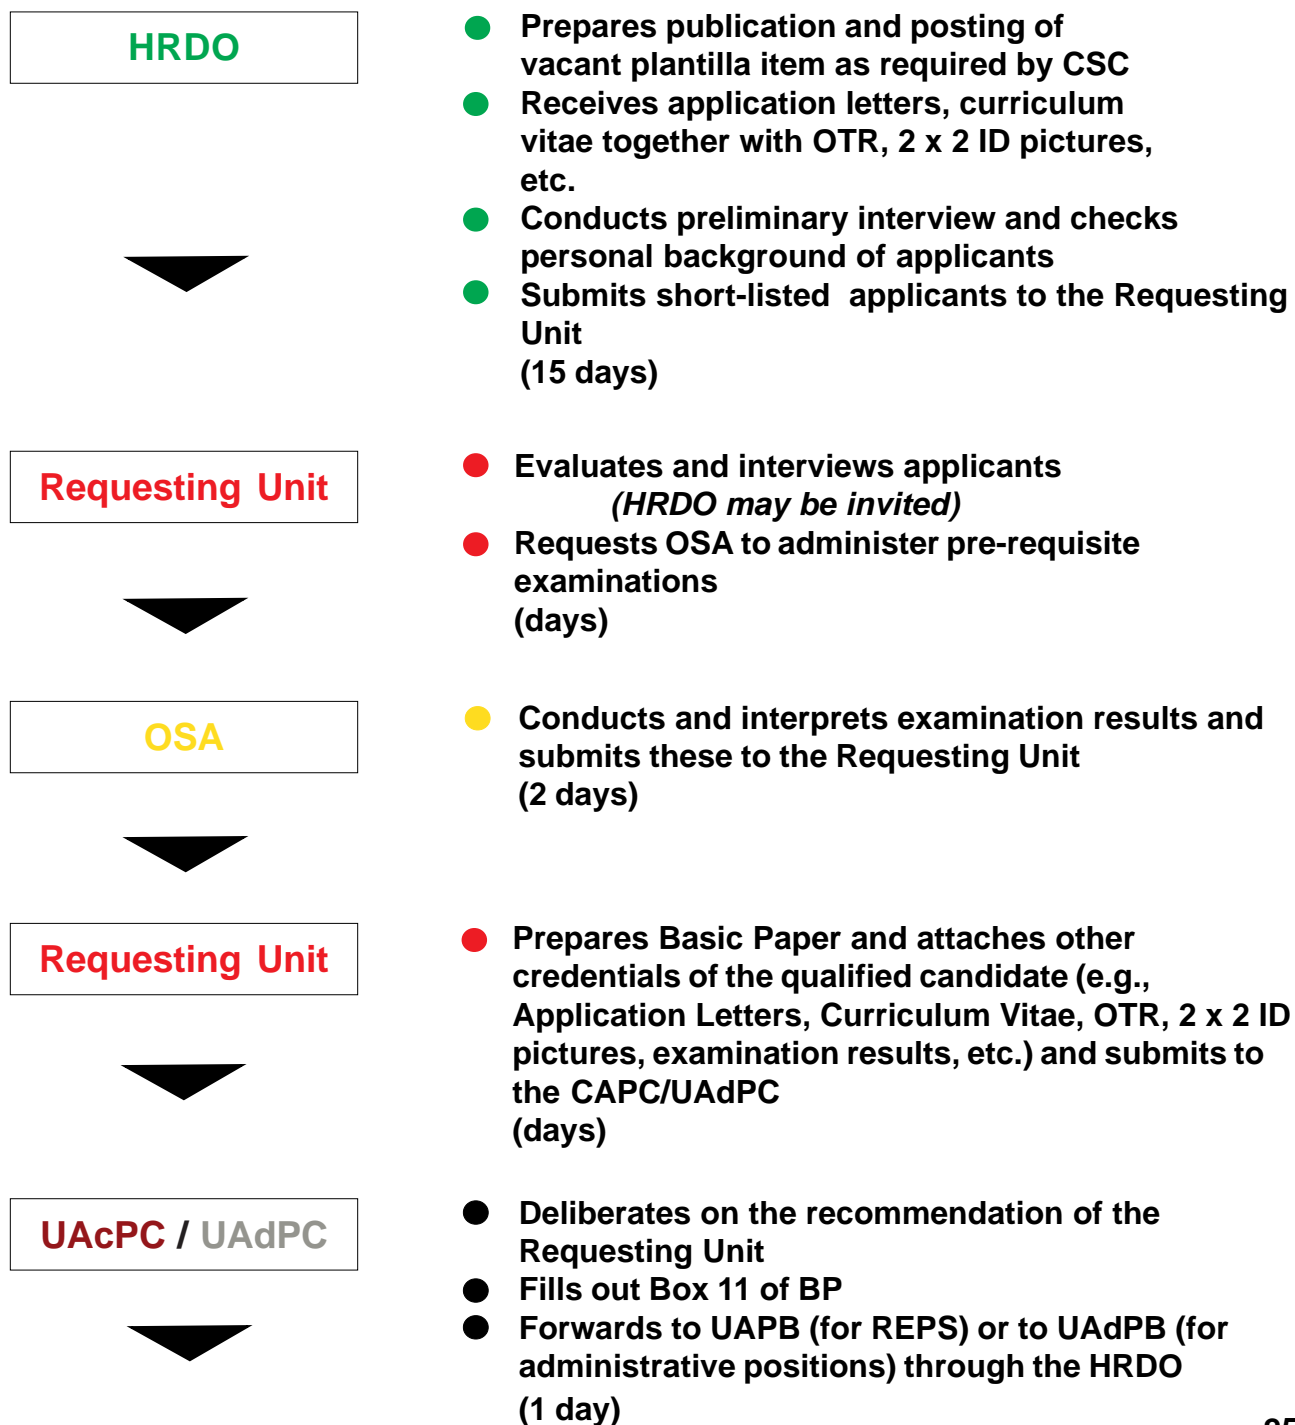 HRDO
Prepares publication and posting of
vacant plantilla item as required by CSC
Receives application letters, curriculum
vitae together with OTR, 2 x 2 ID pictures,
etc.
Conducts preliminary interview and checks
personal background of applicants
Submits short-listed applicants to the Requesting
Unit
(15 days)
Requesting Unit
Evaluates and interviews applicants
(HRDO may be invited)
Requests OSA to administer pre-requisite
examinations
(days)
OSA
Conducts and interprets examination results and
submits these to the Requesting Unit
(2 days)
Requesting Unit
Prepares Basic Paper and attaches other
credentials of the qualified candidate (e.g.,
Application Letters, Curriculum Vitae, OTR, 2 x 2 ID
pictures, examination results, etc.) and submits to
the CAPC/UAdPC
(days)
UAcPC / UAdPC
Deliberates on the recommendation of the
Requesting Unit
Fills out Box 11 of BP
Forwards to UAPB (for REPS) or to UAdPB (for
administrative positions) through the HRDO
(1 day)